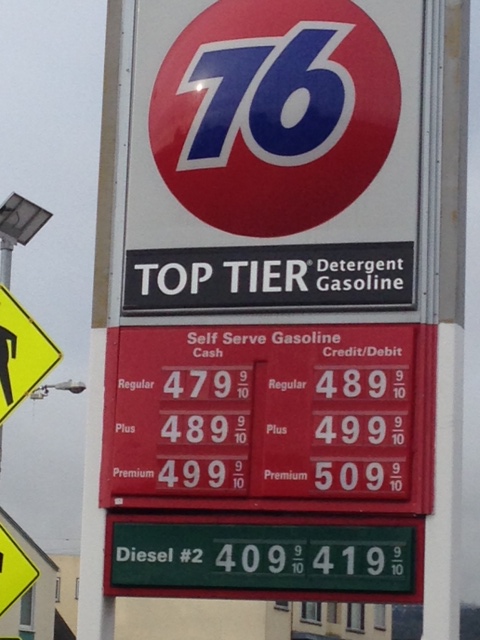 76
TOP TIER® Detergent Gasoline
Self Serve Gasoline
Cash Credit/Debit
Regular 479 9/10 Regular 489 9/10
Plus 489 9/10 Plus 499 9/10
Premium 499 9/10 Premium 509 9/10
Diesel #2 409 9/10 419 9/10